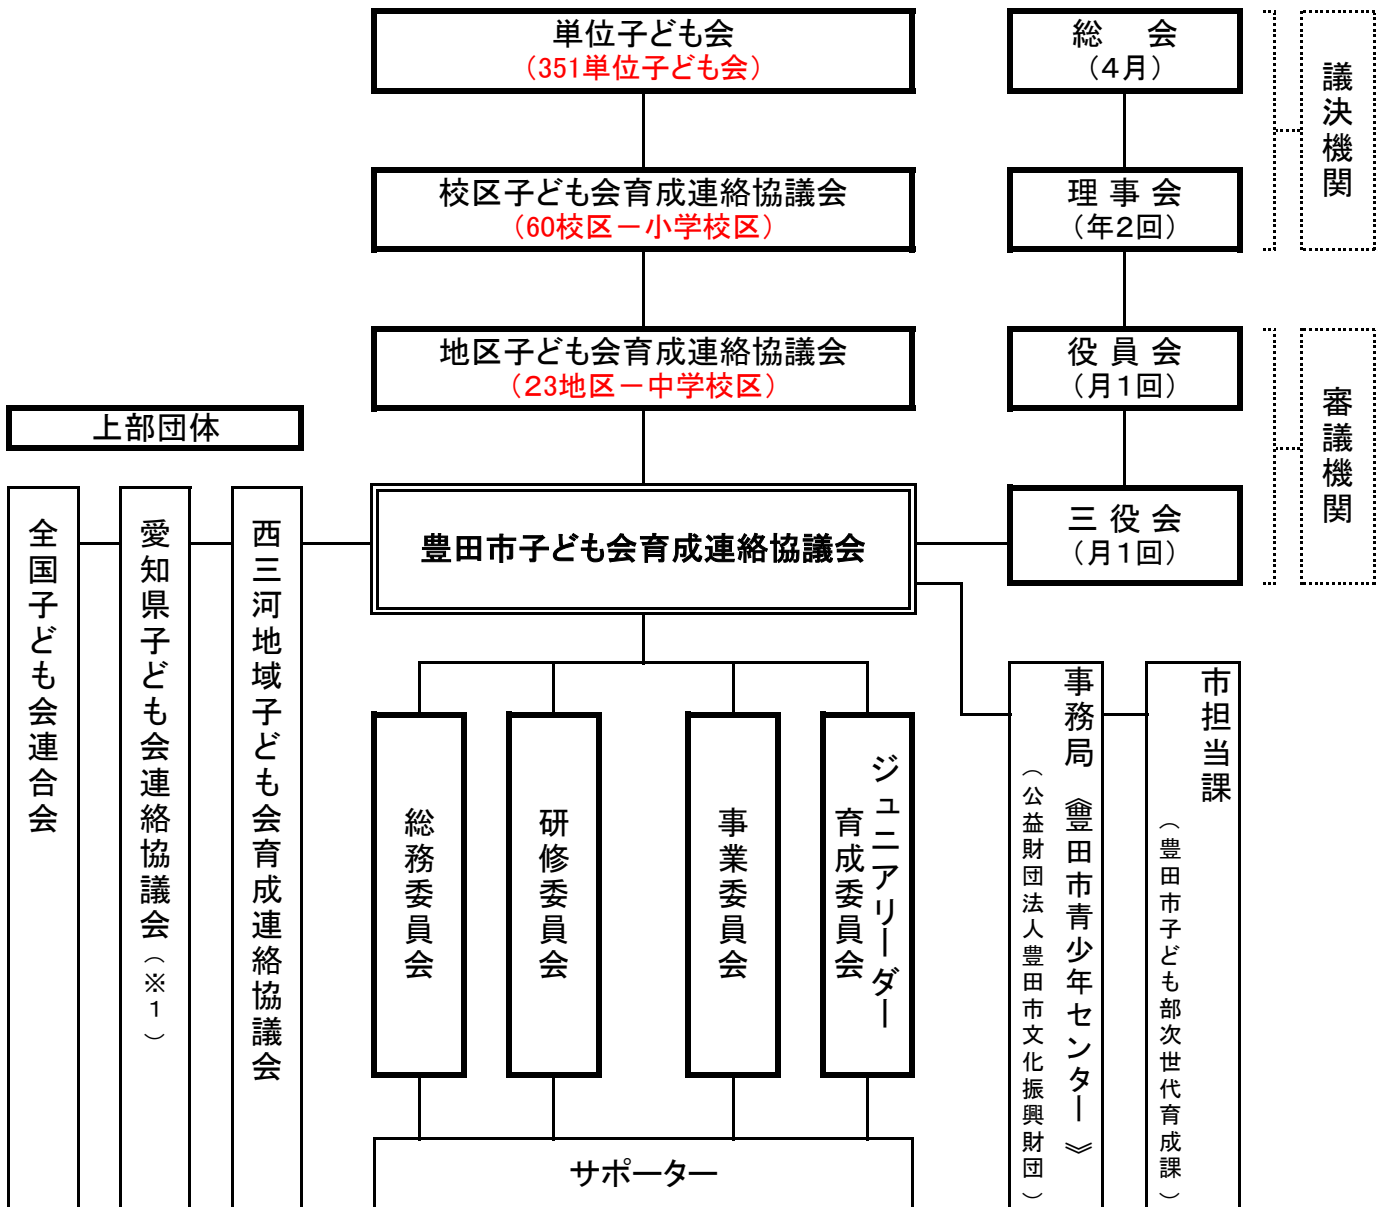 単位子ども会
（351単位子ども会）
総　会
（４月）
議決機関
校区子ども会育成連絡協議会
（60校区－小学校区）
理 事 会
（年２回）
地区子ども会育成連絡協議会
（２３地区－中学校区）
役 員 会
（月１回）
審議機関
上部団体
全国子ども会連合会
愛知県子ども会連絡協議会（※１）
西三河地域子ども会育成連絡協議会
豊田市子ども会育成連絡協議会
三 役 会
（月１回）
総務委員会
研修委員会
事業委員会
ジュニアリーダー
育成委員会
事務局《豊田市青少年センター》
（公益財団法人豊田市文化振興財団）
市担当課
（豊田市子ども部次世代育成課）
サポーター